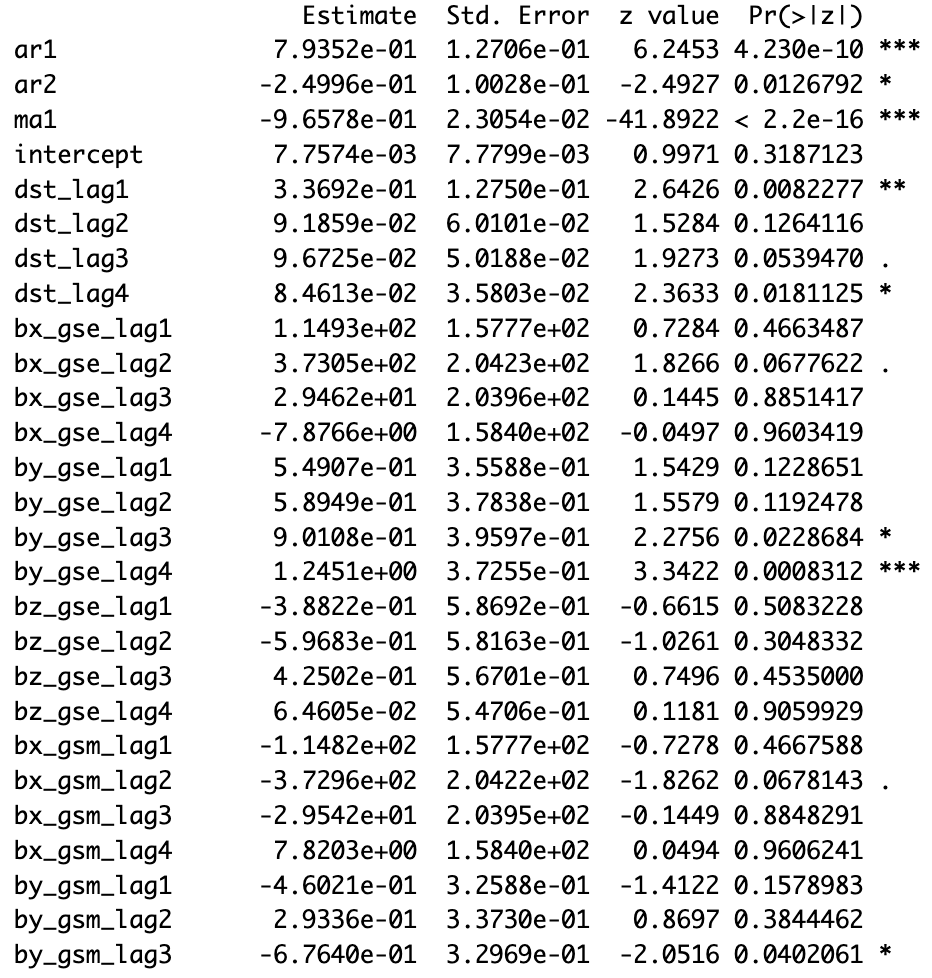 Estimate Std. Error z value Pr(>|z|)
ar1 7.9352e-01 1.2706e-01 6.2453 4.230e-10 ***
ar2 -2.4996e-01 1.0028e-01 -2.4927 0.0126792 *
ma1 -9.6578e-01 2.3054e-02 -41.8922 < 2.2e-16 ***
intercept 7.7574e-03 7.7799e-03 0.9971 0.3187123
dst_lag1 3.3692e-01 1.2750e-01 2.6426 0.0082277 **
dst_lag2 9.1859e-02 6.0101e-02 1.5284 0.1264116
dst_lag3 9.6725e-02 5.0188e-02 1.9273 0.0539470 .
dst_lag4 8.4613e-02 3.5803e-02 2.3633 0.0181125 *
bx_gse_lag1 1.1493e+02 1.5777e+02 0.7284 0.4663487
bx_gse_lag2 3.7305e+02 2.0423e+02 1.8266 0.0677622 .
bx_gse_lag3 2.9462e+01 2.0396e+02 0.1445 0.8851417
bx_gse_lag4 -7.8766e+00 1.5840e+02 -0.0497 0.9603419
by_gse_lag1 5.4907e-01 3.5588e-01 1.5429 0.1228651
by_gse_lag2 5.8949e-01 3.7838e-01 1.5579 0.1192478
by_gse_lag3 9.0108e-01 3.9597e-01 2.2756 0.0228684 *
by_gse_lag4 1.2451e+00 3.7255e-01 3.3422 0.0008312 ***
bz_gse_lag1 -3.8822e-01 5.8692e-01 -0.6615 0.5083228
bz_gse_lag2 -5.9683e-01 5.8163e-01 -1.0261 0.3048332
bz_gse_lag3 4.2502e-01 5.6701e-01 0.7496 0.4535000
bz_gse_lag4 6.4605e-02 5.4706e-01 0.1181 0.9059929
bx_gsm_lag1 -1.1482e+02 1.5777e+02 -0.7278 0.4667588
bx_gsm_lag2 -3.7296e+02 2.0422e+02 -1.8262 0.0678143 .
bx_gsm_lag3 -2.9542e+01 2.0395e+02 -0.1449 0.8848291
bx_gsm_lag4 7.8203e+00 1.5840e+02 0.0494 0.9606241
by_gsm_lag1 -4.6021e-01 3.2588e-01 -1.4122 0.1578983
by_gsm_lag2 2.9336e-01 3.3730e-01 0.8697 0.3844462
by_gsm_lag3 -6.7640e-01 3.2969e-01 -2.0516 0.0402061 *